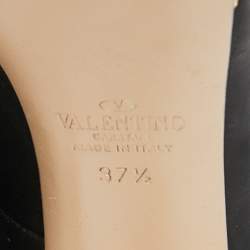 V
VALENTINO
GARAVANI
MADE IN ITALY
37½